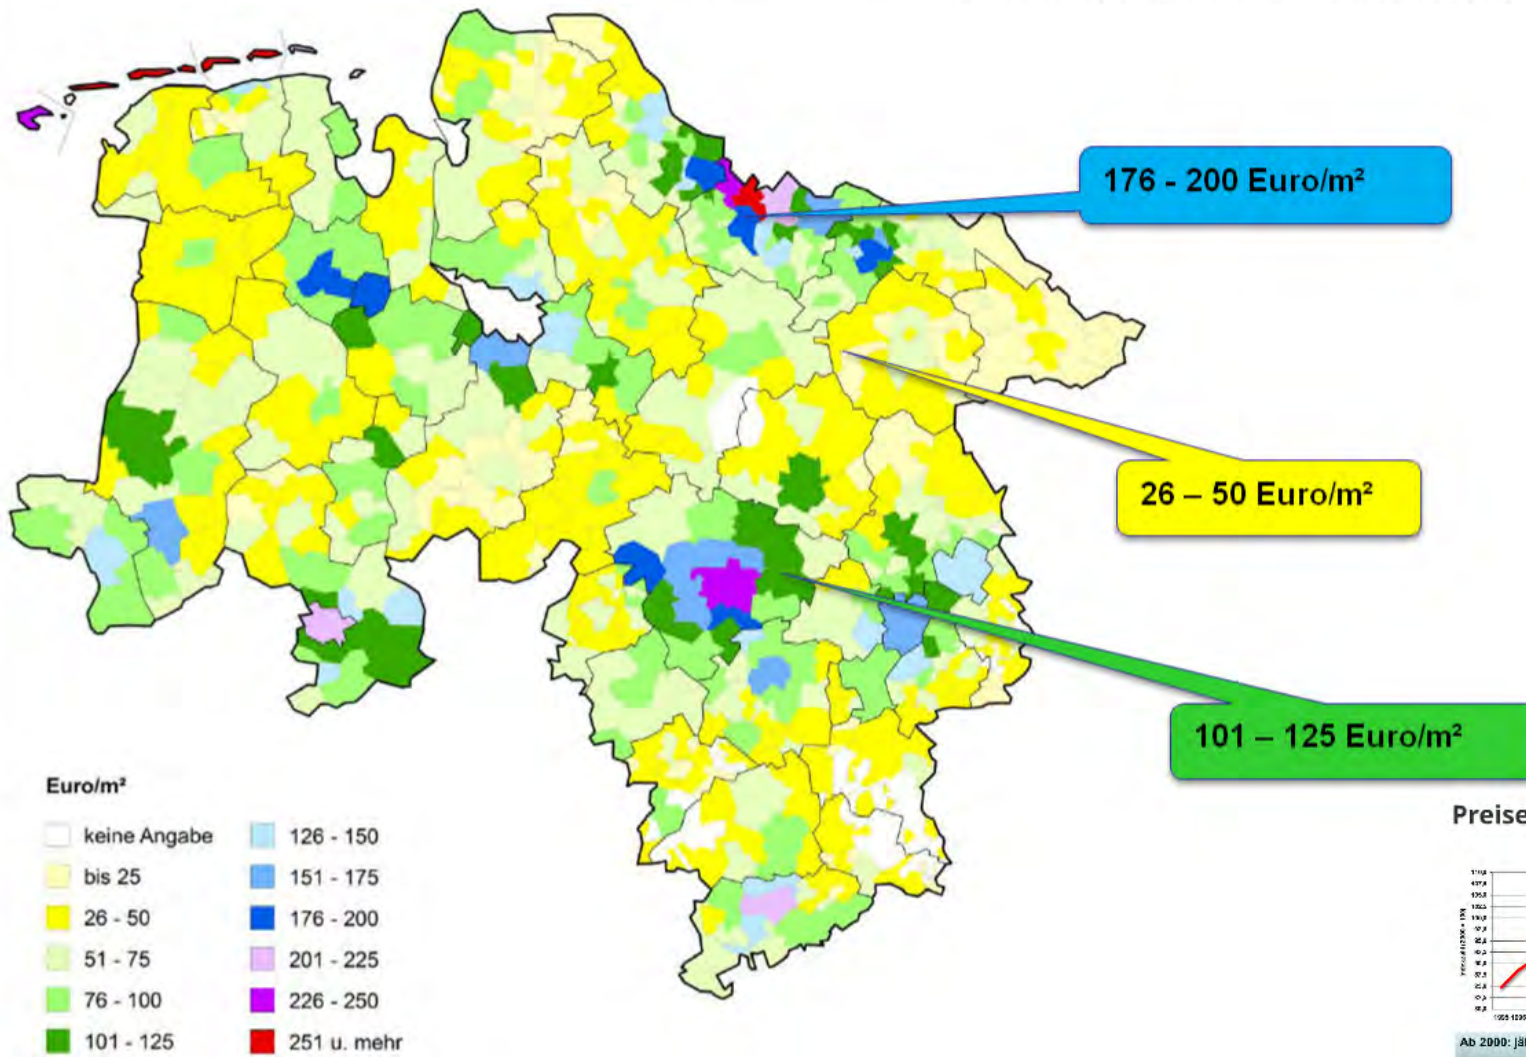 176 - 200 Euro/m²
26 – 50 Euro/m²
101 – 125 Euro/m²
Euro/m²
keine Angabe
bis 25
26 - 50
51 - 75
76 - 100
101 - 125
126 - 150
151 - 175
176 - 200
201 - 225
226 - 250
251 u. mehr
Preise
Ab 2000: